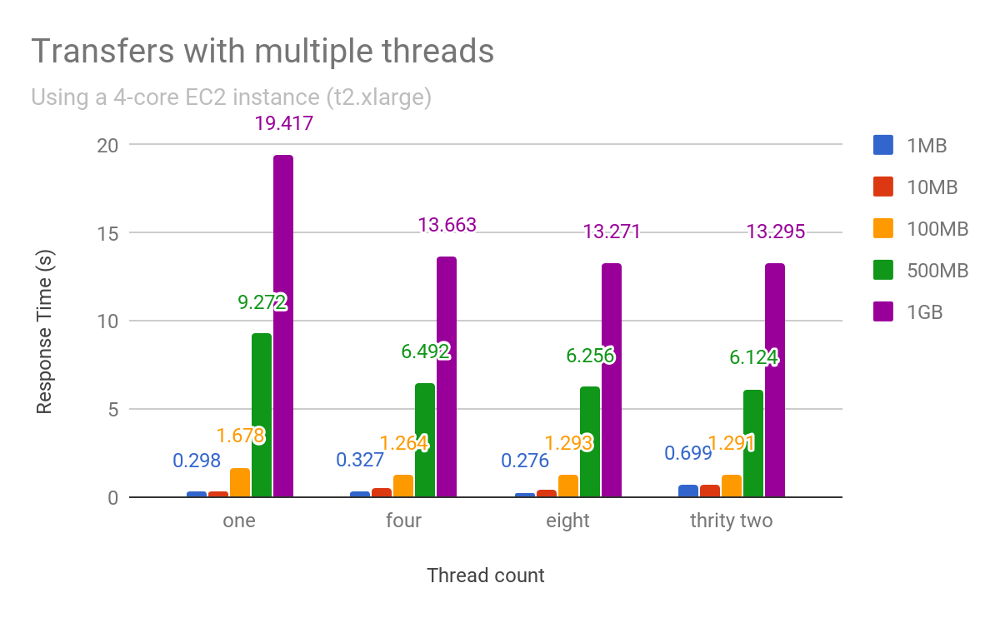 Transfers with multiple threads
Using a 4-core EC2 instance (t2.xlarge)
Response Time (s)
20
15
10
5
0
0.298
1.678
9.272
19.417
0.327
1.264
6.492
13.663
0.276
1.293
6.256
13.271
0.699
1.291
6.124
13.295
one
four
eight
thrity two
Thread count
1MB
10MB
100MB
500MB
1GB